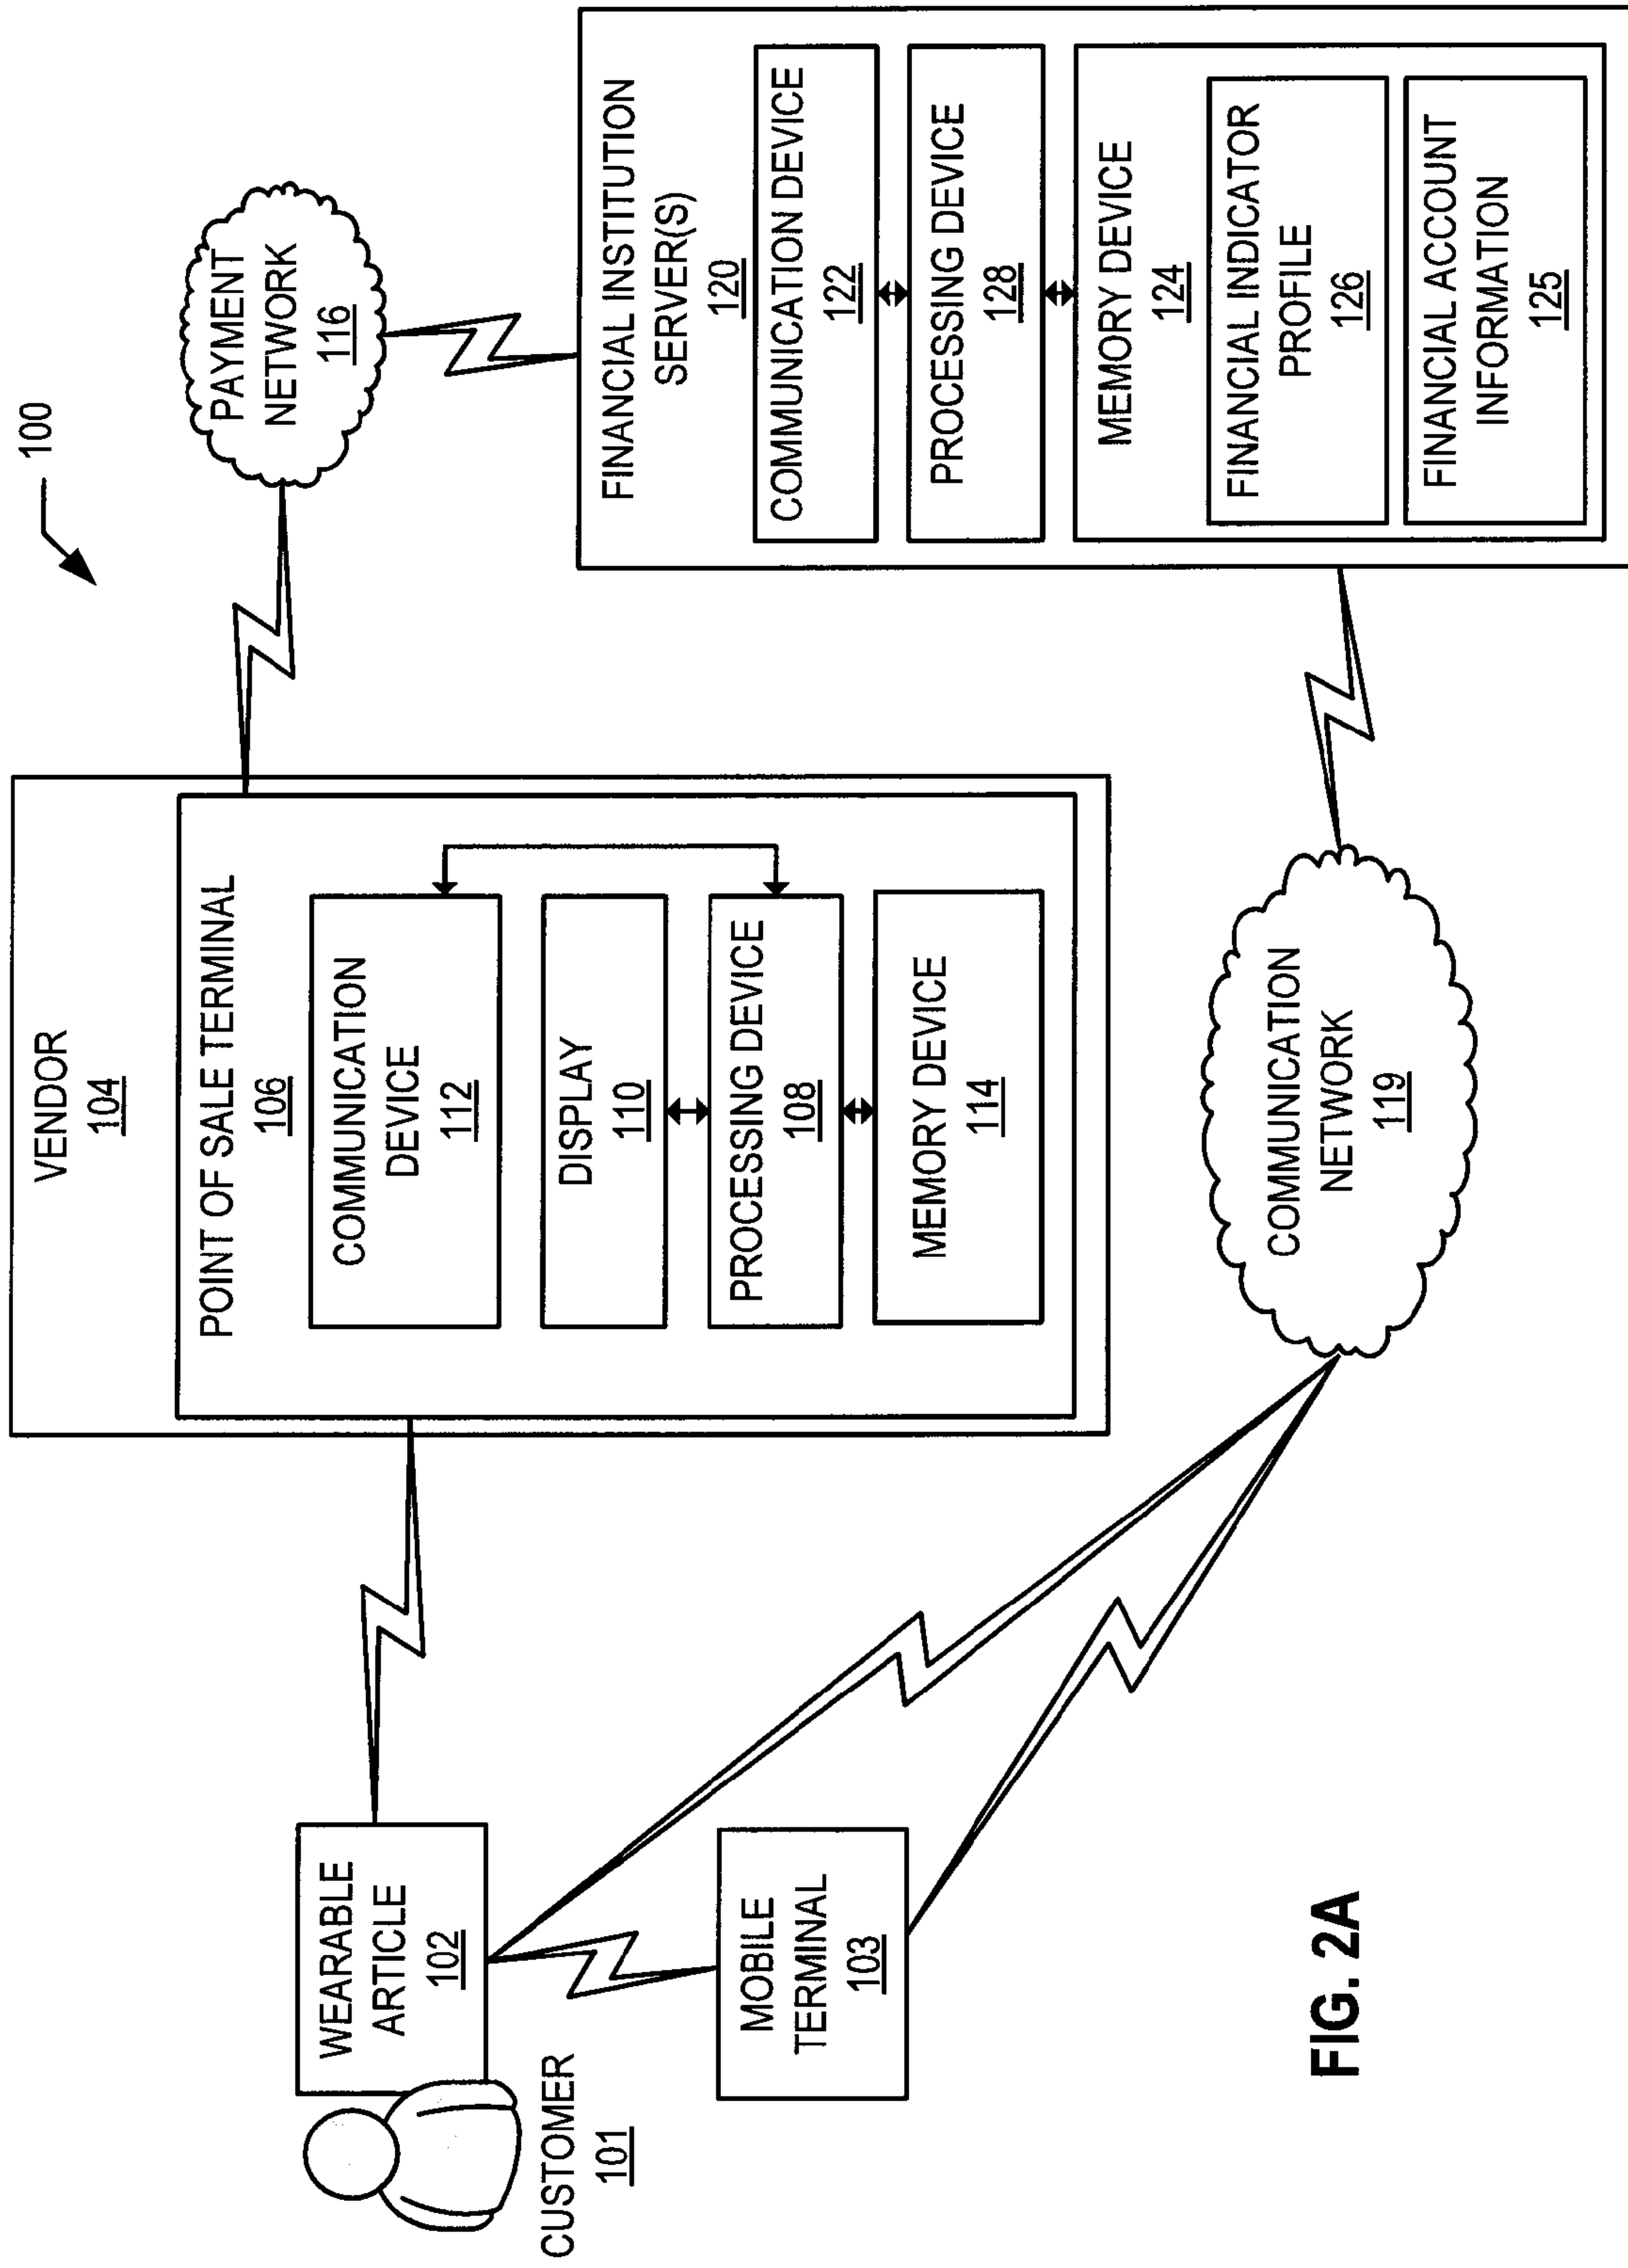 100
VENDOR
104
POINT OF SALE TERMINAL
106
COMMUNICATION
DEVICE
112
DISPLAY
110
PROCESSING DEVICE
108
MEMORY DEVICE
114
PAYMENT
NETWORK
116
WEARABLE
ARTICLE
102
CUSTOMER
101
MOBILE
TERMINAL
103
COMMUNICATION
NETWORK
119
FINANCIAL INSTITUTION
SERVER(S)
120
COMMUNICATION DEVICE
122
PROCESSING DEVICE
128
MEMORY DEVICE
124
FINANCIAL INDICATOR
PROFILE
126
FINANCIAL ACCOUNT
INFORMATION
125
FIG. 2A